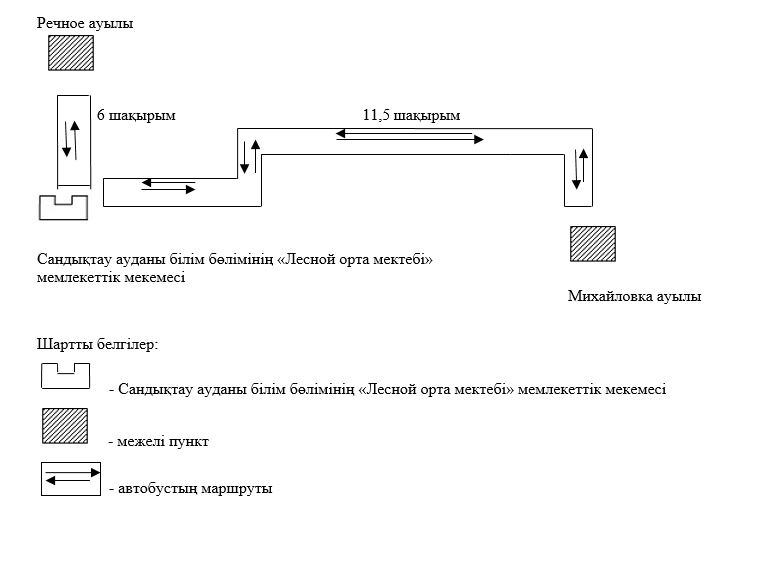 Речное ауылы
6 шақырым
11,5 шақырым
Сандықтау ауданы білім бөлімінің «Лесной орта мектебі»
мемлекеттік мекемесі
Михайловка ауылы
Шартты белгілер:
- Сандықтау ауданы білім бөлімінің «Лесной орта мектебі» мемлекеттік мекемесі
- межелі пункт
- автобустың маршруты